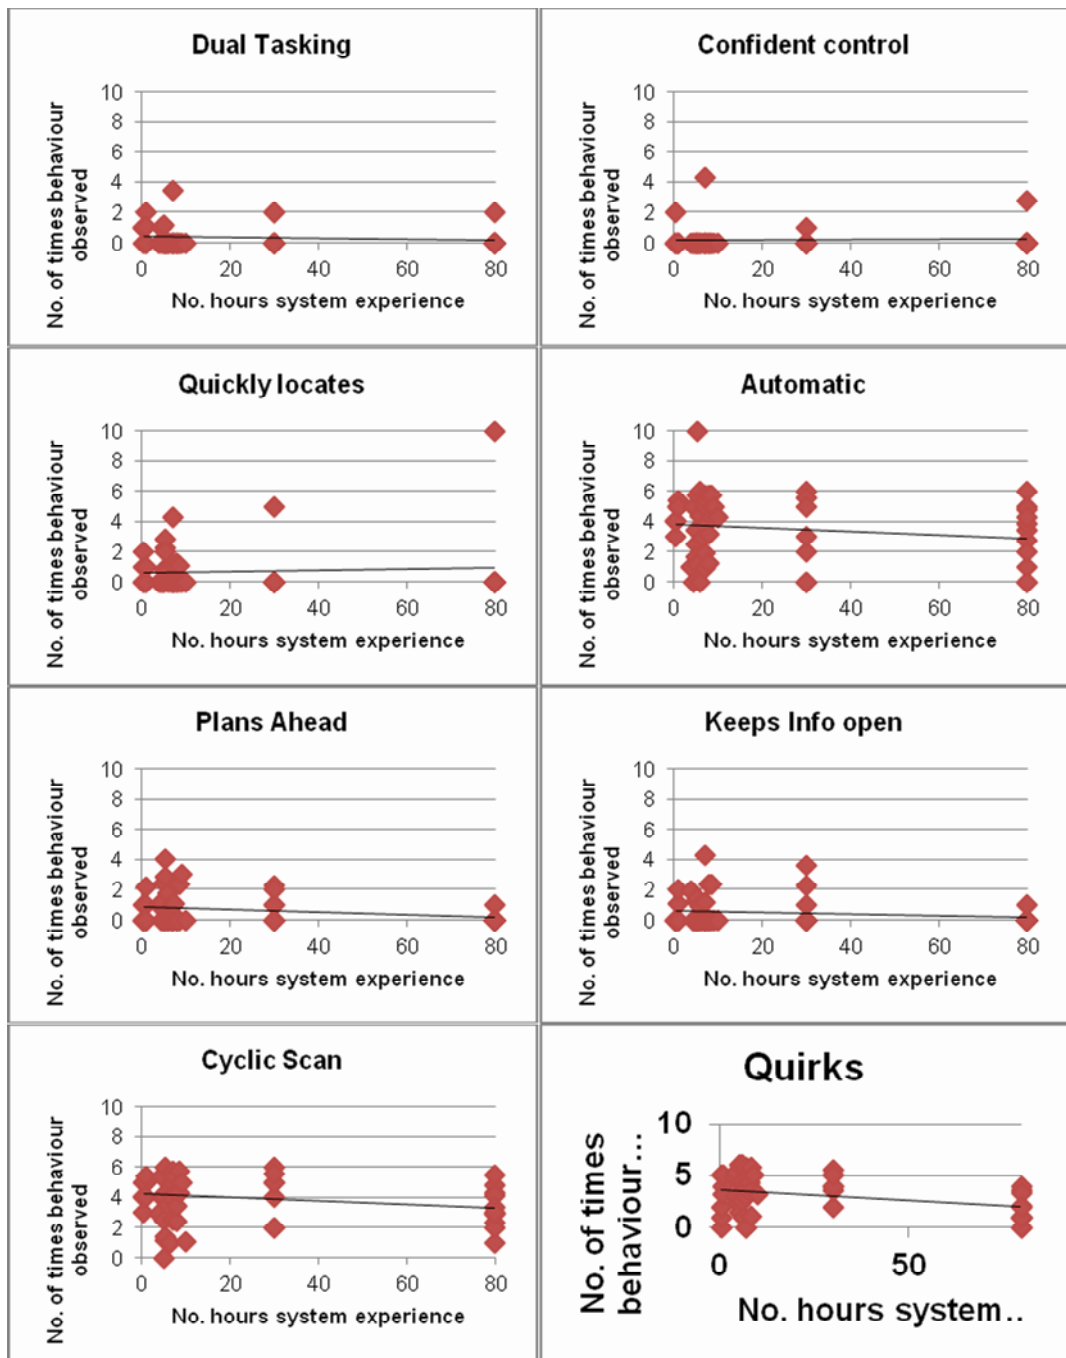 Dual Tasking
No. of times behaviour
observed
10
8
6
4
2
0
0 20 40 60 80
No. hours system experience
Confident control
No. of times behaviour
observed
10
8
6
4
2
0
0 20 40 60 80
No. hours system experience
Quickly locates
No. of times behaviour
observed
10
8
6
4
2
0
0 20 40 60 80
No. hours system experience
Automatic
No. of times behaviour
observed
10
8
6
4
2
0
0 20 40 60 80
No. hours system experience
Plans Ahead
No. of times behaviour
observed
10
8
6
4
2
0
0 20 40 60 80
No. hours system experience
Keeps Info open
No. of times behaviour
observed
10
8
6
4
2
0
0 20 40 60 80
No. hours system experience
Cyclic Scan
No. of times behaviour
observed
10
8
6
4
2
0
0 20 40 60 80
No. hours system experience
Quirks
No. of times
behaviour...
10
5
0
0 50
No. hours system..